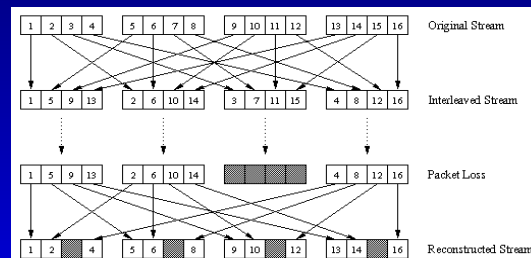 1 2 3 4 5 6 7 8 9 10 11 12 13 14 15 16 Original Stream
1 5 9 13 2 6 10 14 3 7 11 15 4 8 12 16 Interleaved Stream
1 5 9 13 2 6 10 14 4 8 12 16 Packet Loss
1 2 4 5 6 8 9 10 12 13 14 16 Reconstructed Stream